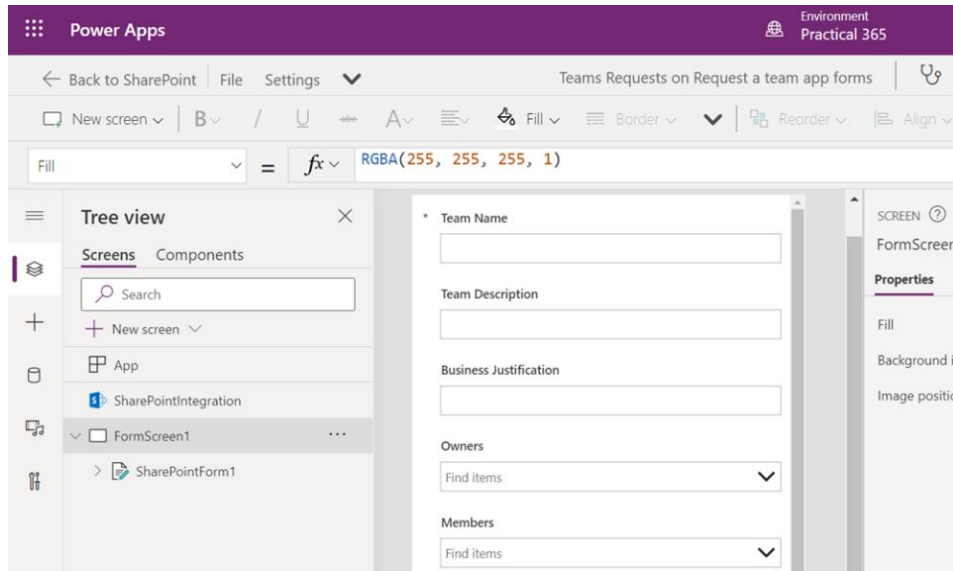 Power Apps
Environment
Practical 365
Back to SharePoint File Settings
Teams Requests on Request a team app forms
New screen B / U abc A Fill Border Reorder Align
Fill = fx RGBA(255, 255, 255, 1)
Tree view
Screens Components
Search
New screen
App
SharePointIntegration
FormScreen1 ...
SharePointForm1
* Team Name
Team Description
Business Justification
Owners
Find items
Members
Find items
SCREEN
FormScreen
Properties
Fill
Background i
Image positio